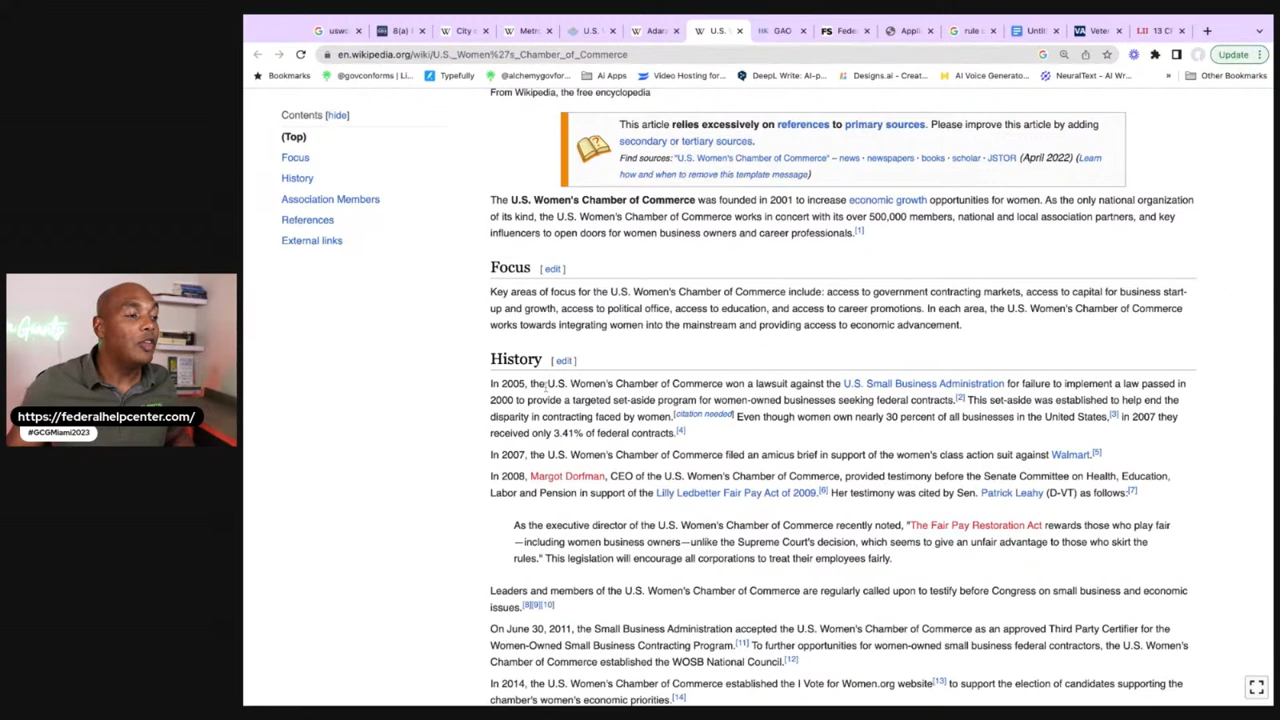 usw
8(a)
City
Metro
U.S.
Adara
U.S.
GAO
Fede
Appli
rule
Untit
Veter
13 C
en.wikipedia.org/wiki/U.S._Women%27s_Chamber_of_Commerce
Update
Bookmarks
@govconforms | Li...
Typefully
@alchemygovfor...
Ai Apps
Video Hosting for...
DeepL Write: AI-p...
Designs.ai - Creat...
AI Voice Generato...
NeuralText - AI Wr...
»
Other Bookmarks
From Wikipedia, the free encyclopedia
Contents [hide]
(Top)
Focus
History
Association Members
References
External links
This article relies excessively on references to primary sources. Please improve this article by adding
secondary or tertiary sources.
Find sources: "U.S. Women's Chamber of Commerce" – news · newspapers · books · scholar · JSTOR (April 2022) (Learn
how and when to remove this template message)
The U.S. Women's Chamber of Commerce was founded in 2001 to increase economic growth opportunities for women. As the only national organization
of its kind, the U.S. Women's Chamber of Commerce works in concert with its over 500,000 members, national and local association partners, and key
influencers to open doors for women business owners and career professionals.[1]
Focus [ edit ]
Key areas of focus for the U.S. Women's Chamber of Commerce include: access to government contracting markets, access to capital for business start-
up and growth, access to political office, access to education, and access to career promotions. In each area, the U.S. Women's Chamber of Commerce
works towards integrating women into the mainstream and providing access to economic advancement.
History [ edit ]
In 2005, the U.S. Women's Chamber of Commerce won a lawsuit against the U.S. Small Business Administration for failure to implement a law passed in
2000 to provide a targeted set-aside program for women-owned businesses seeking federal contracts.[2] This set-aside was established to help end the
disparity in contracting faced by women.[citation needed] Even though women own nearly 30 percent of all businesses in the United States,[3] in 2007 they
received only 3.41% of federal contracts.[4]
In 2007, the U.S. Women's Chamber of Commerce filed an amicus brief in support of the women's class action suit against Walmart.[5]
In 2008, Margot Dorfman, CEO of the U.S. Women's Chamber of Commerce, provided testimony before the Senate Committee on Health, Education,
Labor and Pension in support of the Lilly Ledbetter Fair Pay Act of 2009.[6] Her testimony was cited by Sen. Patrick Leahy (D-VT) as follows:[7]
As the executive director of the U.S. Women's Chamber of Commerce recently noted, "The Fair Pay Restoration Act rewards those who play fair
—including women business owners—unlike the Supreme Court's decision, which seems to give an unfair advantage to those who skirt the
rules." This legislation will encourage all corporations to treat their employees fairly.
Leaders and members of the U.S. Women's Chamber of Commerce are regularly called upon to testify before Congress on small business and economic
issues.[8][9][10]
On June 30, 2011, the Small Business Administration accepted the U.S. Women's Chamber of Commerce as an approved Third Party Certifier for the
Women-Owned Small Business Contracting Program.[11] To further opportunities for women-owned small business federal contractors, the U.S. Women's
Chamber of Commerce established the WOSB National Council.[12]
In 2014, the U.S. Women's Chamber of Commerce established the I Vote for Women.org website[13] to support the election of candidates supporting the
chamber's women's economic priorities.[14]
Giants
https://federalhelpcenter.com/
#GCGMiami2023